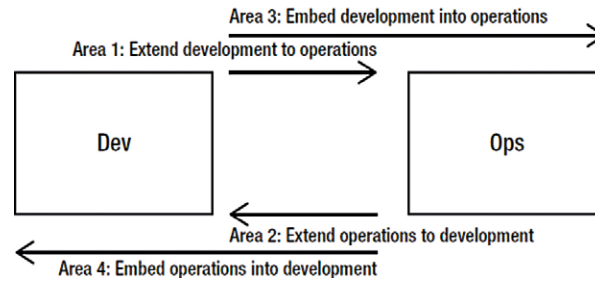 Area 3: Embed development into operations
Area 1: Extend development to operations
Dev
Ops
Area 2: Extend operations to development
Area 4: Embed operations into development